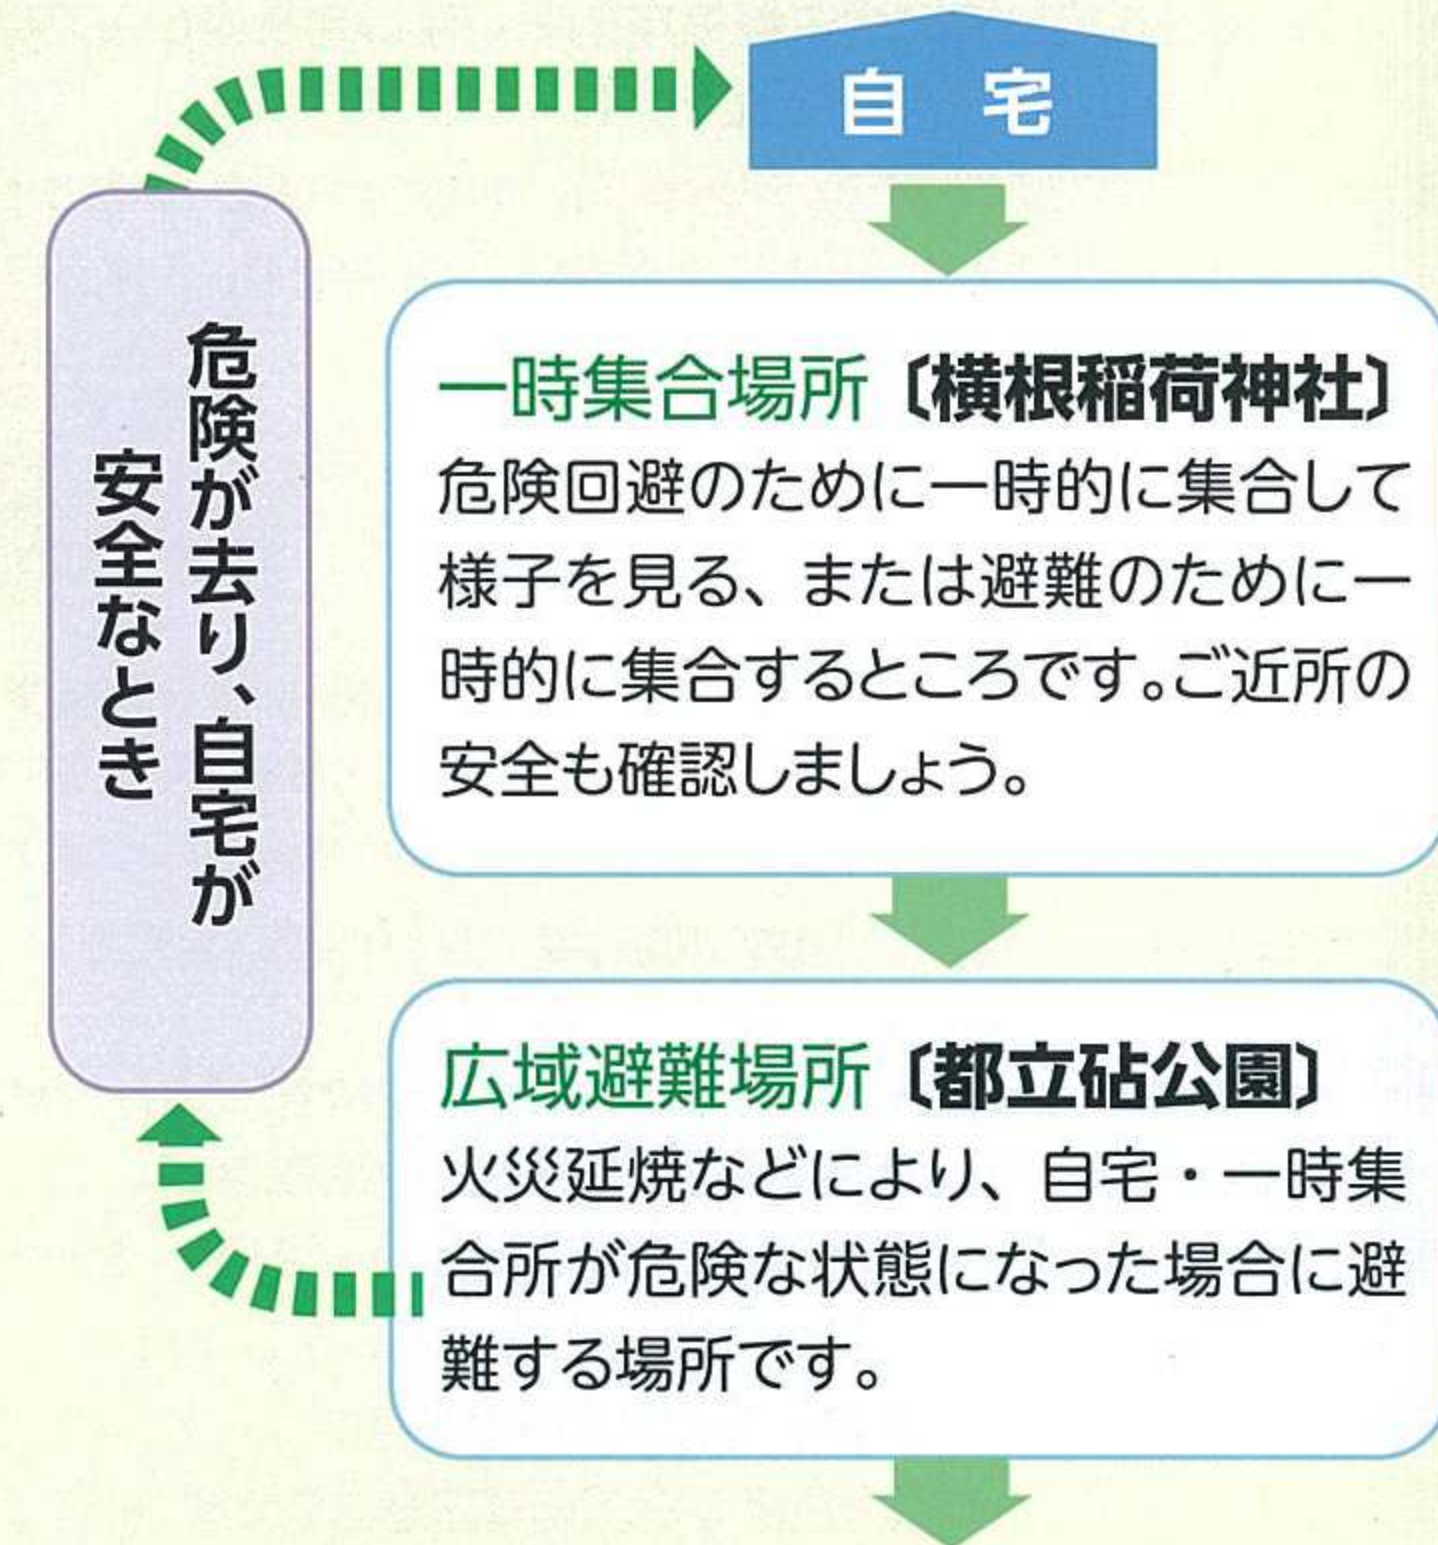 自 宅
危険が去り、自宅が
安全なとき
一時集合場所〔横根稲荷神社〕
危険回避のために一時的に集合して
様子を見る、または避難のために一
時的に集合するところです。ご近所の
安全も確認しましょう。
広域避難場所〔都立砧公園〕
火災延焼などにより、自宅・一時集
合所が危険な状態になった場合に避
難する場所です。